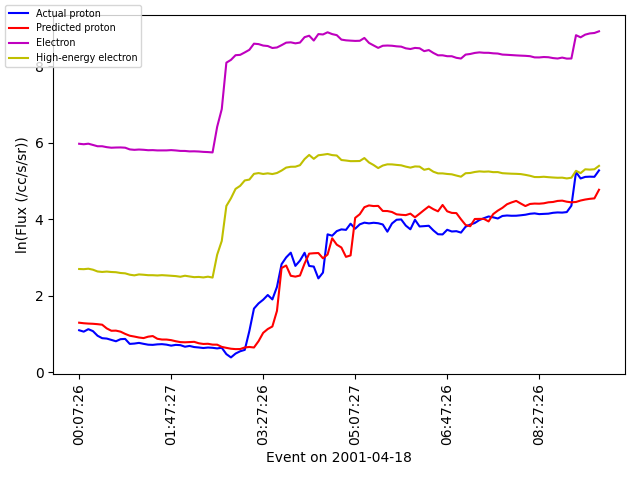 Actual proton
Predicted proton
Electron
High-energy electron
8
6
4
2
0
ln(Flux (/cc/s/sr))
00:07:26
01:47:27
03:27:26
05:07:27
06:47:26
08:27:26
Event on 2001-04-18